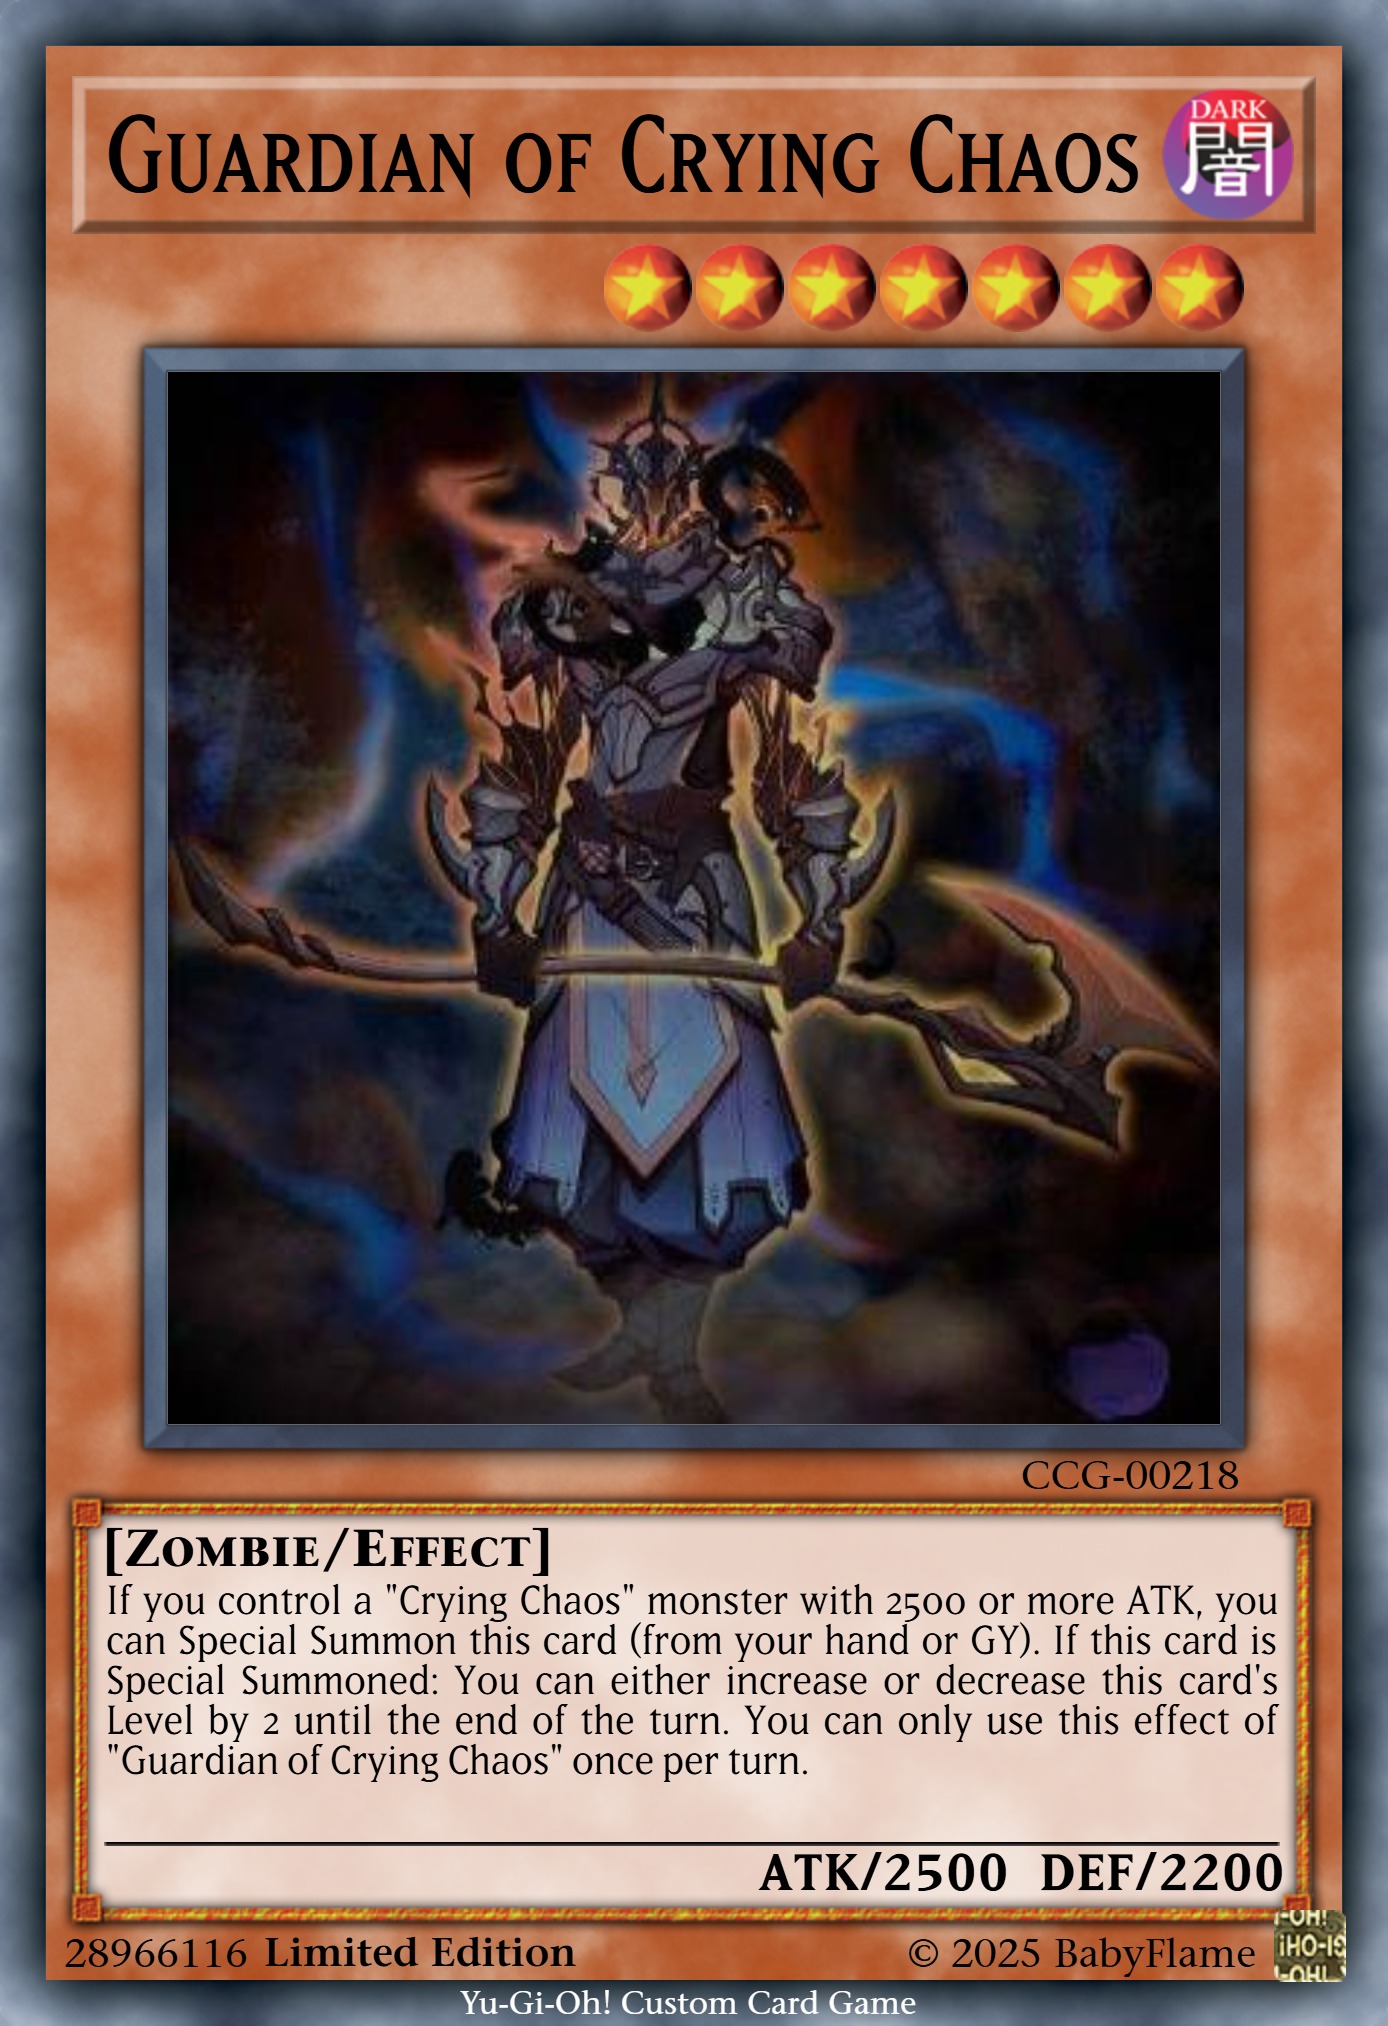 Guardian of Crying Chaos
DARK
闇
CCG-00218
[Zombie/Effect]
If you control a "Crying Chaos" monster with 2500 or more ATK, you
can Special Summon this card (from your hand or GY). If this card is
Special Summoned: You can either increase or decrease this card's
Level by 2 until the end of the turn. You can only use this effect of
"Guardian of Crying Chaos" once per turn.
ATK/2500 DEF/2200
28966116 Limited Edition
© 2025 BabyFlame
Yu-Gi-Oh! Custom Card Game